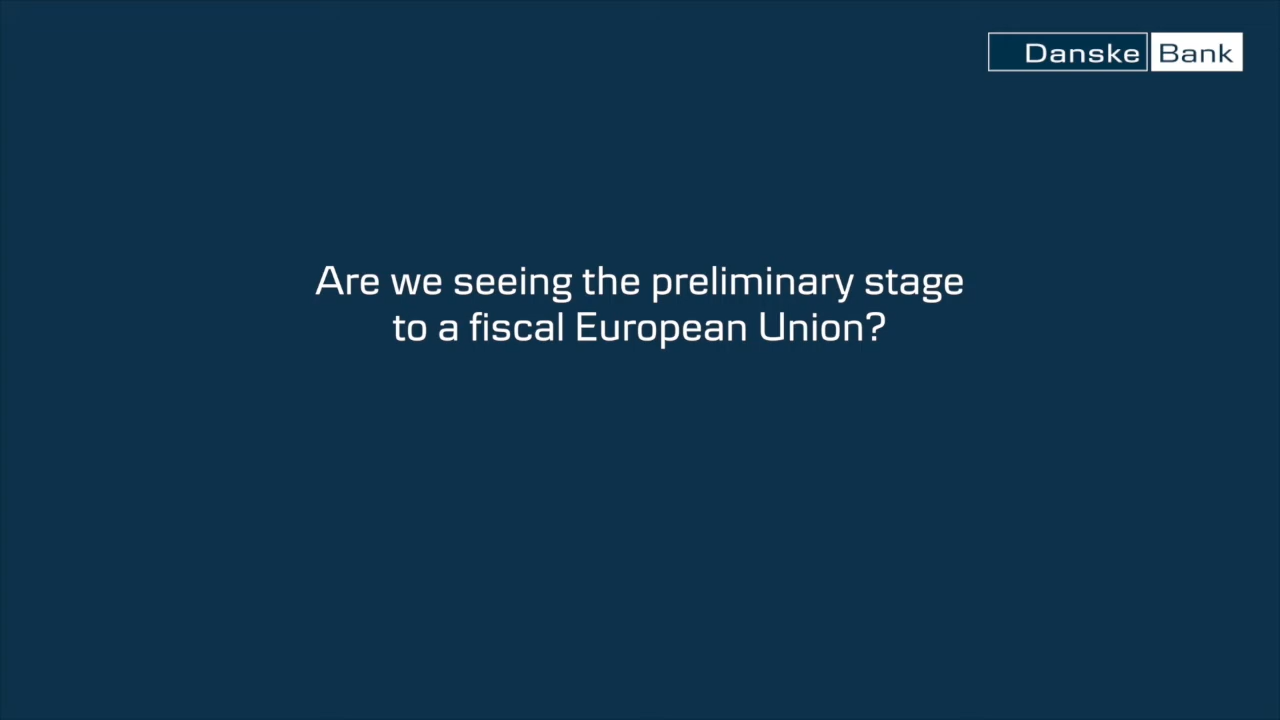 Danske Bank
Are we seeing the preliminary stage
to a fiscal European Union?